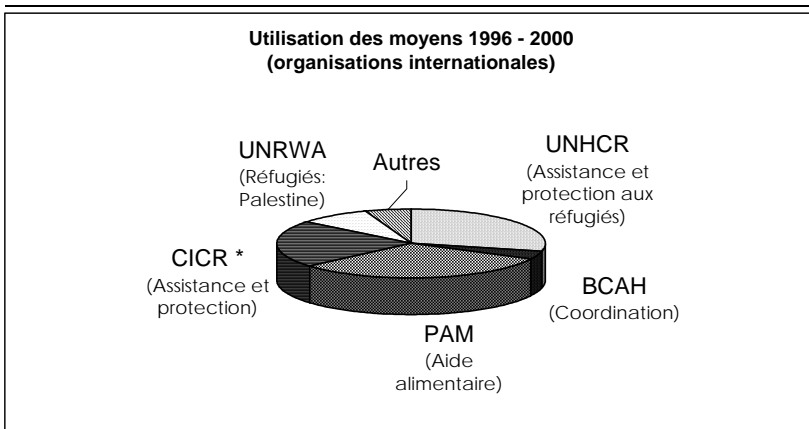 Utilisation des moyens 1996 - 2000
(organisations internationales)
UNRWA
(Réfugiés:
Palestine)
Autres
UNHCR
(Assistance et
protection aux
réfugiés)
CICR *
(Assistance et
protection)
BCAH
(Coordination)
PAM
(Aide
alimentaire)